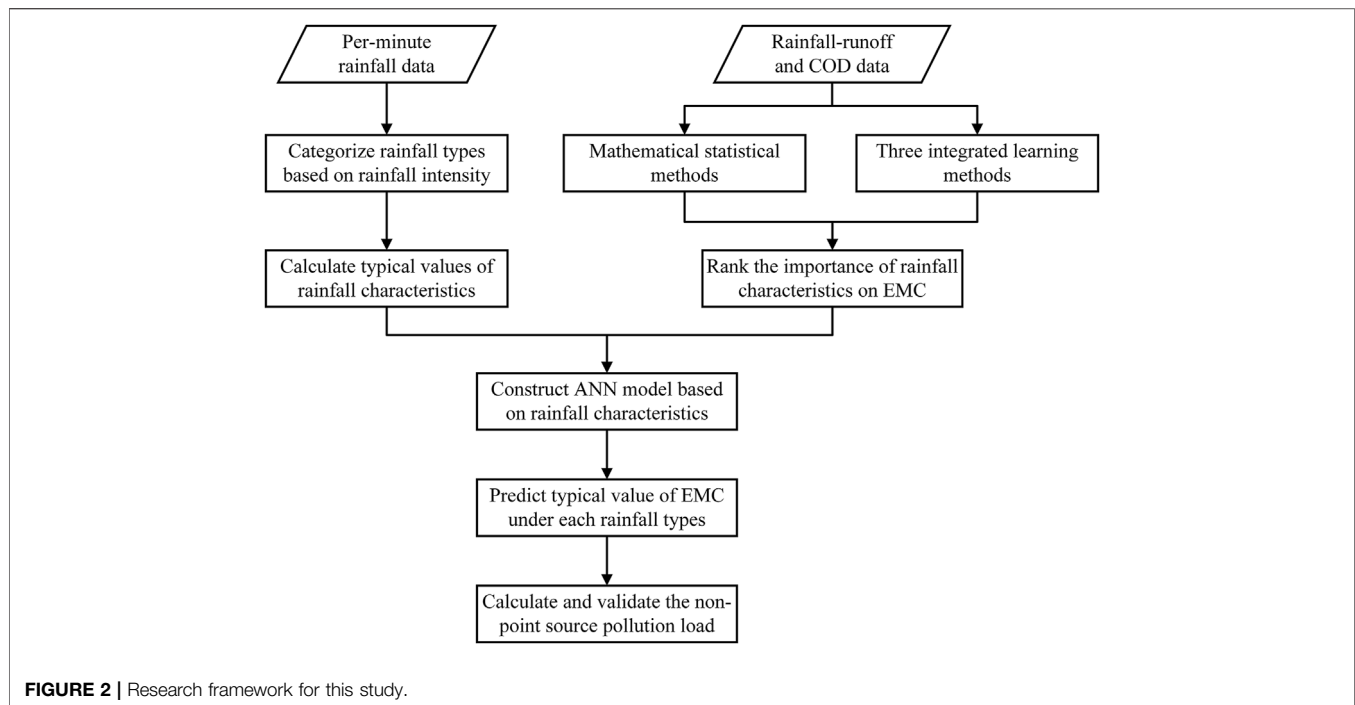 Per-minute
rainfall data
Rainfall-runoff
and COD data
Categorize rainfall types
based on rainfall intensity
Mathematical statistical
methods
Three integrated learning
methods
Calculate typical values of
rainfall characteristics
Rank the importance of rainfall
characteristics on EMC
Construct ANN model based
on rainfall characteristics
Predict typical value of EMC
under each rainfall types
Calculate and validate the non-
point source pollution load
FIGURE 2 | Research framework for this study.